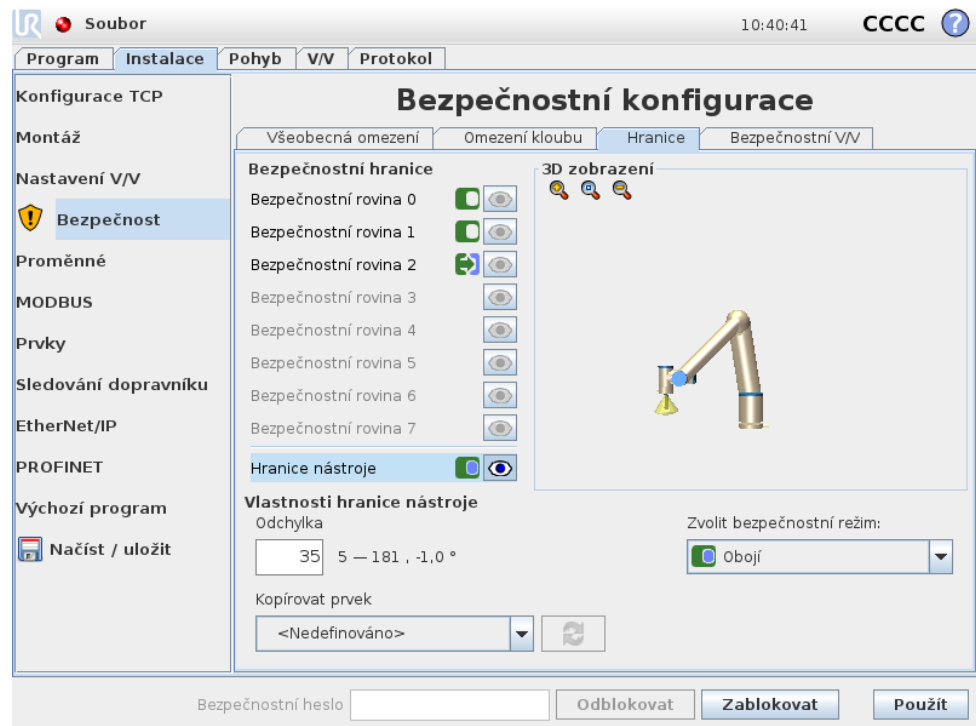 UR Soubor 10:40:41 CCCC ?
Program Instalace Pohyb V/V Protokol
Konfigurace TCP
Montáž
Nastavení V/V
Bezpečnost
Proměnné
MODBUS
Prvky
Sledování dopravníku
EtherNet/IP
PROFINET
Výchozí program
Načíst / uložit
Bezpečnostní konfigurace
Všeobecná omezení Omezení kloubu Hranice Bezpečnostní V/V
Bezpečnostní hranice
Bezpečnostní rovina 0
Bezpečnostní rovina 1
Bezpečnostní rovina 2
Bezpečnostní rovina 3
Bezpečnostní rovina 4
Bezpečnostní rovina 5
Bezpečnostní rovina 6
Bezpečnostní rovina 7
Hranice nástroje
3D zobrazení
Vlastnosti hranice nástroje
Odchylka
35 5 — 181 , -1,0 °
Zvolit bezpečnostní režim:
Obojí
Kopírovat prvek
<Nedefinováno>
Bezpečnostní heslo Odblokovat Zablokovat Použít